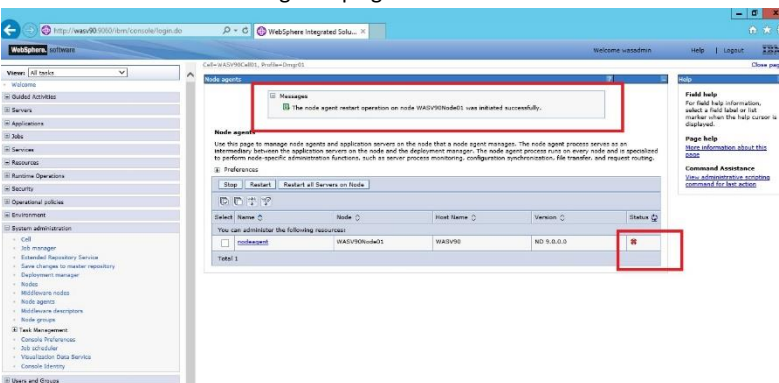 http://wasv90:9060/ibm/console/login.do
WebSphere Integrated Solu...
WebSphere. software
Welcome wasadmin
Help | Logout
IBM
Cell=WASV90Cell01, Profile=Dmgr01
View: All tasks
Welcome
Guided Activities
Servers
Applications
Jobs
Services
Resources
Runtime Operations
Security
Operational policies
Environment
System administration
Cell
Job manager
Extended Repository Service
Save changes to master repository
Deployment manager
Nodes
Middleware nodes
Node agents
Middleware descriptors
Node groups
Task Management
Console Preferences
Job scheduler
Visualization Data Service
Console Identity
Users and Groups
Node agents
Messages
The node agent restart operation on node WASV90Node01 was initiated successfully.
Node agents
Use this page to manage node agents and application servers on the node that a node agent manages. The node agent process serves as an
intermediary between the application servers on the node and the deployment manager. The node agent process runs on every node and is specialized
to perform node-specific administration functions, such as server process monitoring, configuration synchronization, file transfer, and request routing.
Preferences
Stop Restart Restart all Servers on Node
Select Name Node Host Name Version Status
You can administer the following resources:
nodeagent WASV90Node01 WASV90 ND 9.0.0.0
Total 1
Close page
Help
Field help
For field help information,
select a field label or list
marker when the help cursor is
displayed.
Page help
More information about this
page
Command Assistance
View administrative scripting
command for last action